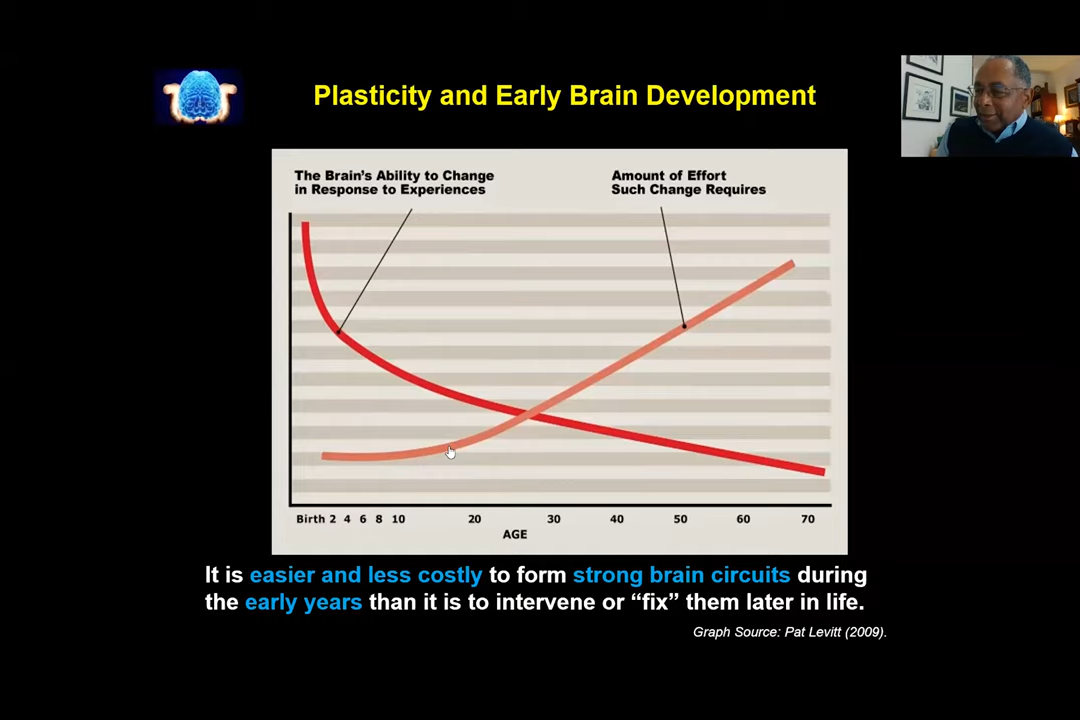 Plasticity and Early Brain Development
The Brain's Ability to Change
in Response to Experiences
Amount of Effort
Such Change Requires
Birth 2 4 6 8 10 20 30 40 50 60 70
AGE
It is easier and less costly to form strong brain circuits during
the early years than it is to intervene or “fix” them later in life.
Graph Source: Pat Levitt (2009).